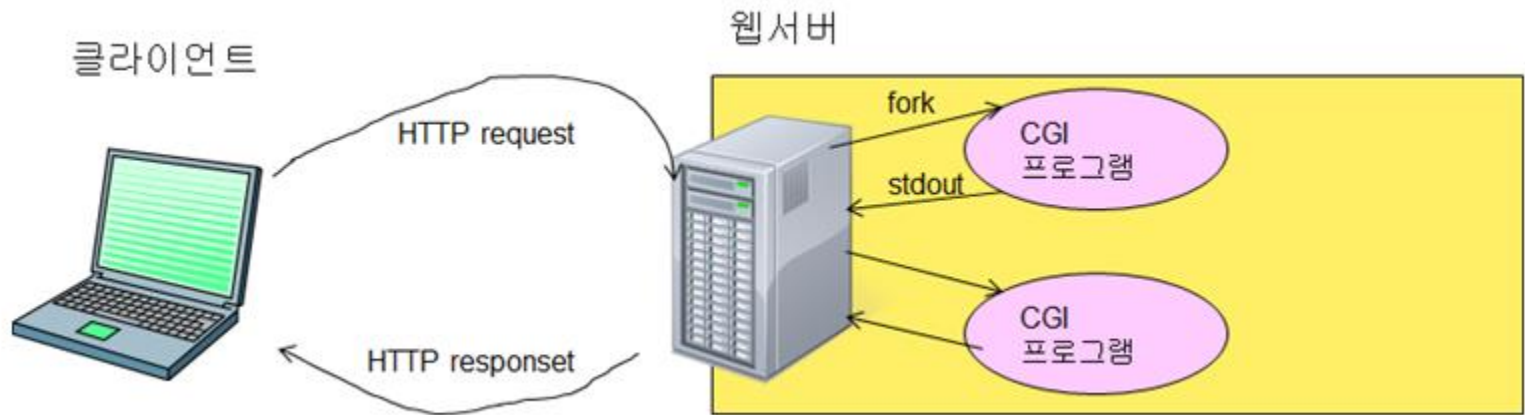 클라이언트
웹서버
HTTP request
fork
CGI
프로그램
stdout
CGI
프로그램
HTTP responset